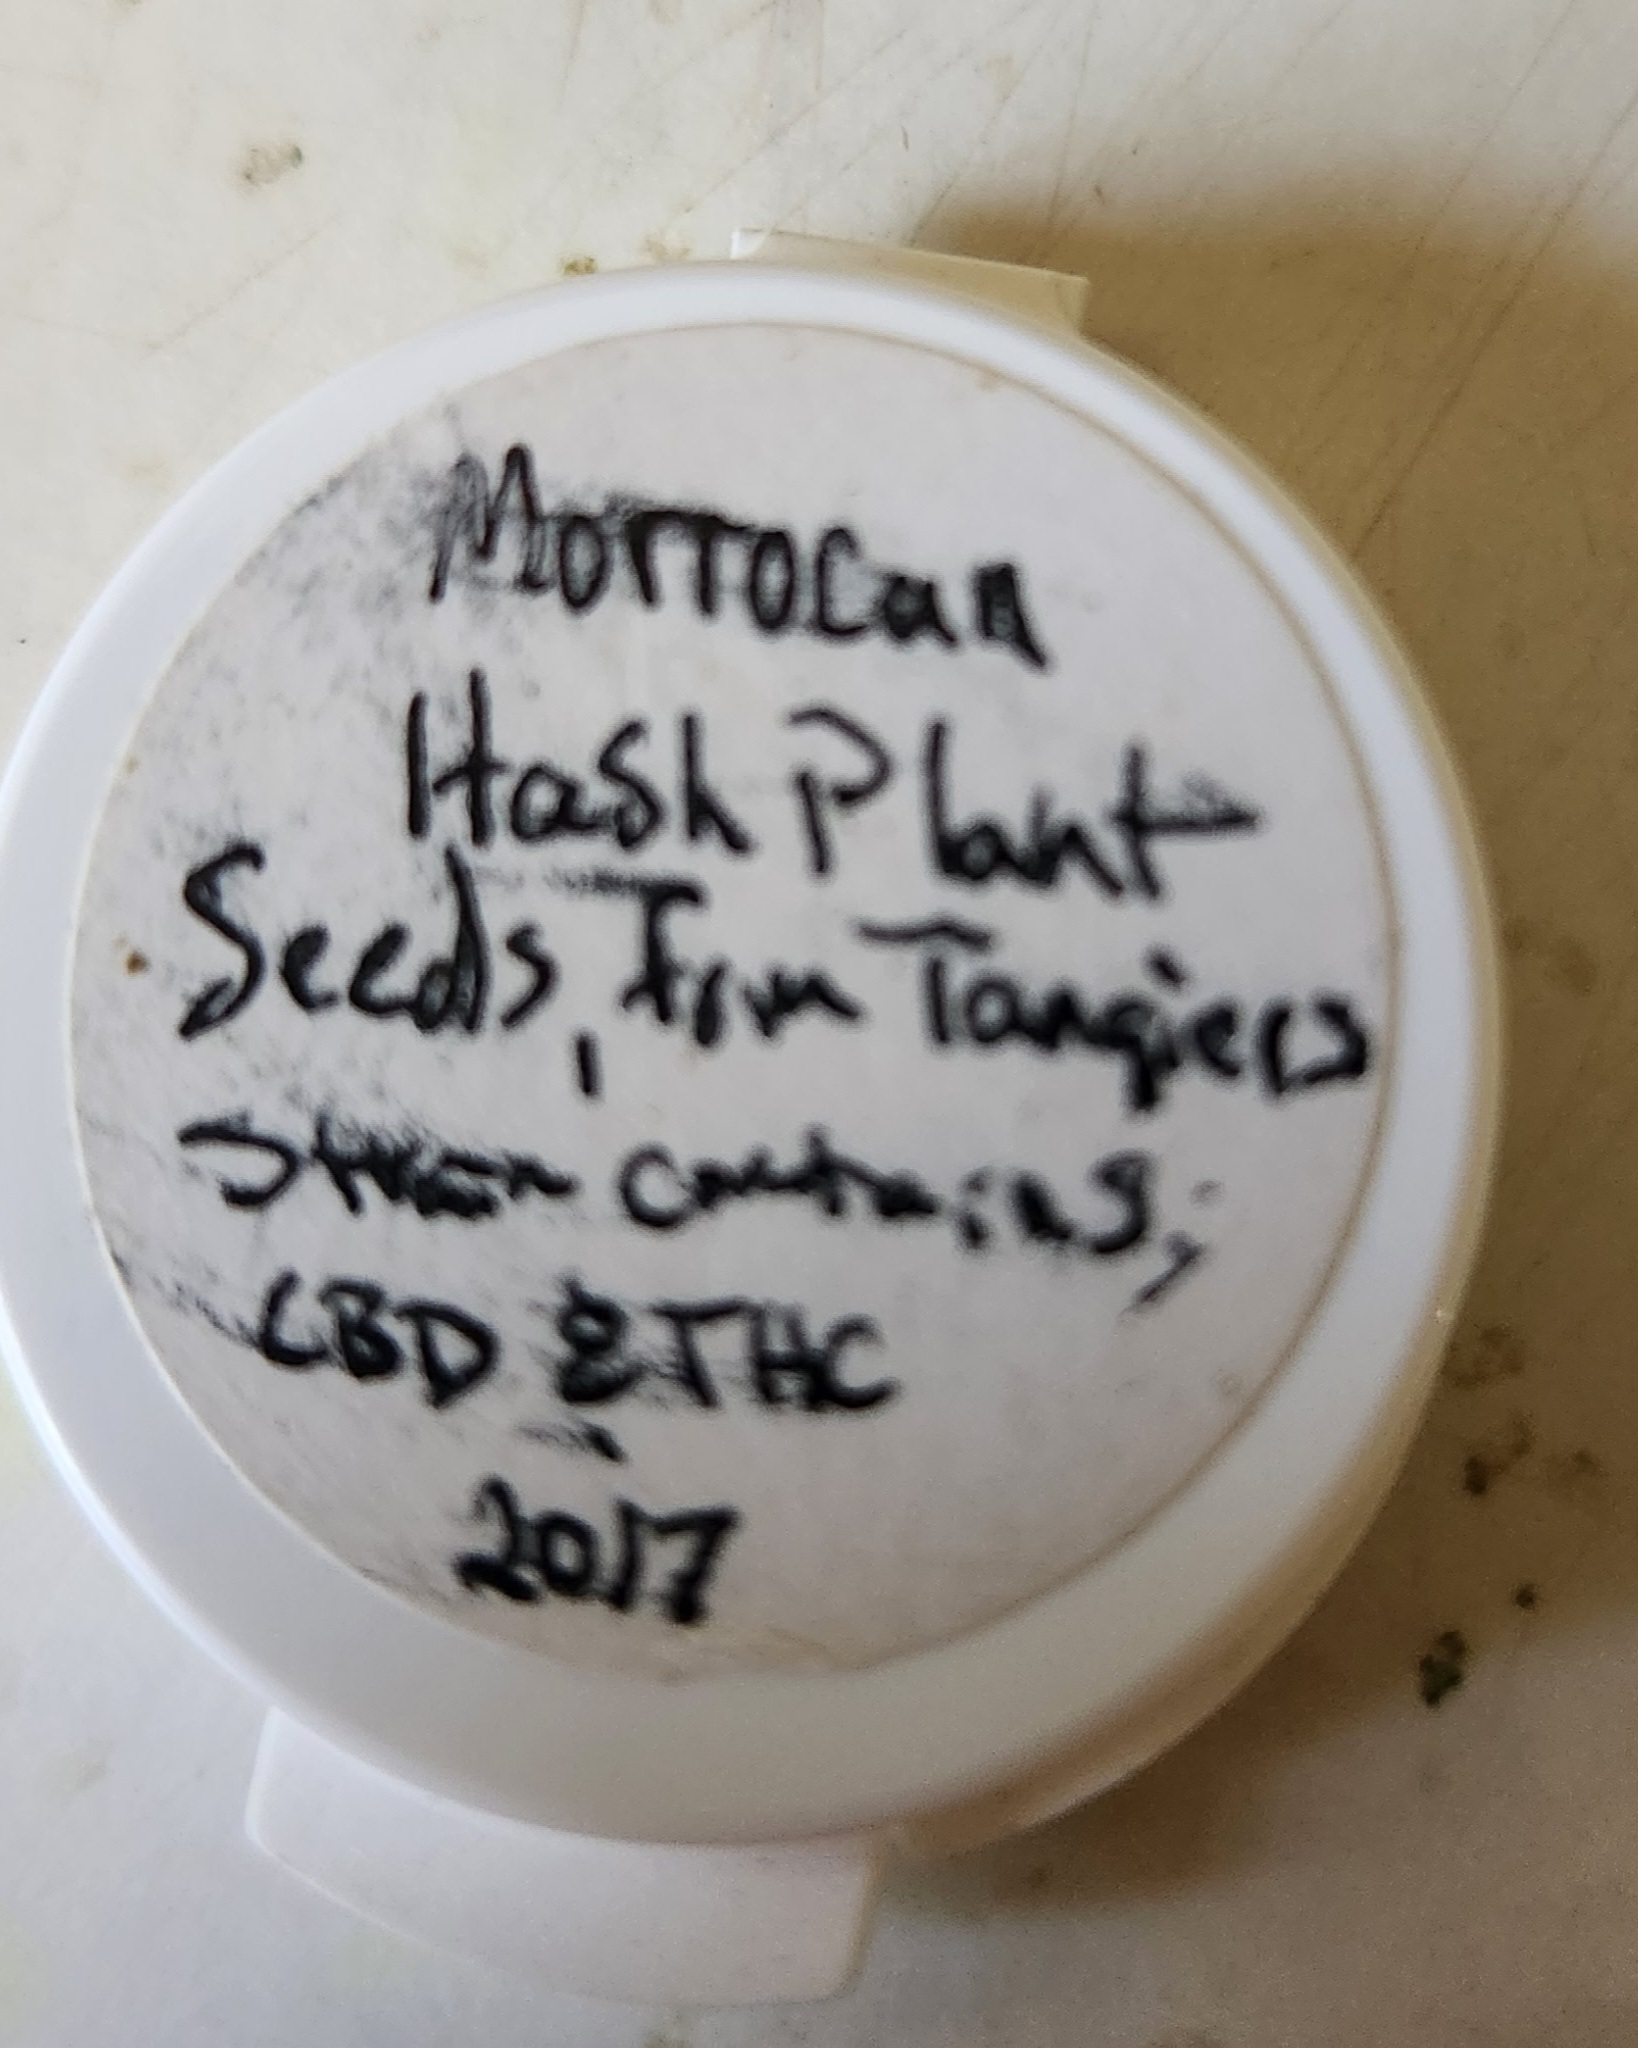 Morrocan
Hash Plant
Seeds, From Tangiers
Strain contains,
CBD & THC
2017